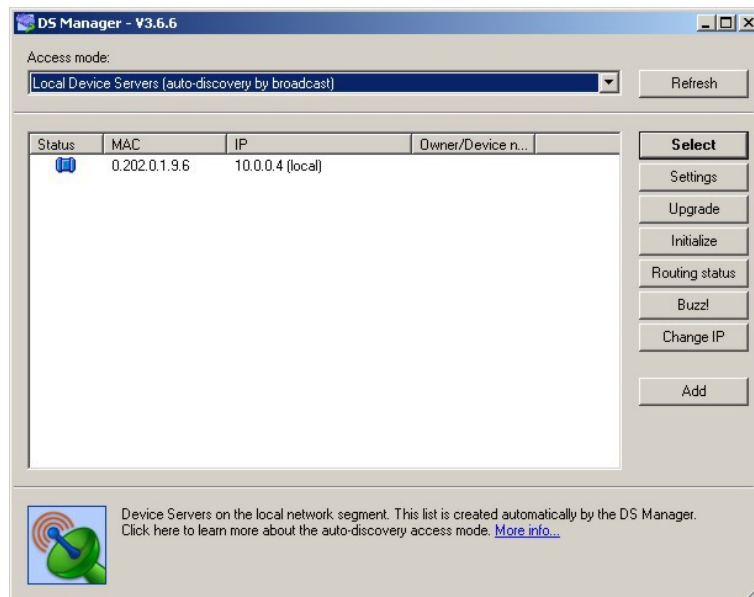 DS Manager - V3.6.6
Access mode:
Local Device Servers (auto-discovery by broadcast)
Refresh
Status MAC IP Owner/Device n...
0.202.0.1.9.6 10.0.0.4 (local)
Select
Settings
Upgrade
Initialize
Routing status
Buzz!
Change IP
Add
Device Servers on the local network segment. This list is created automatically by the DS Manager.
Click here to learn more about the auto-discovery access mode. More info...